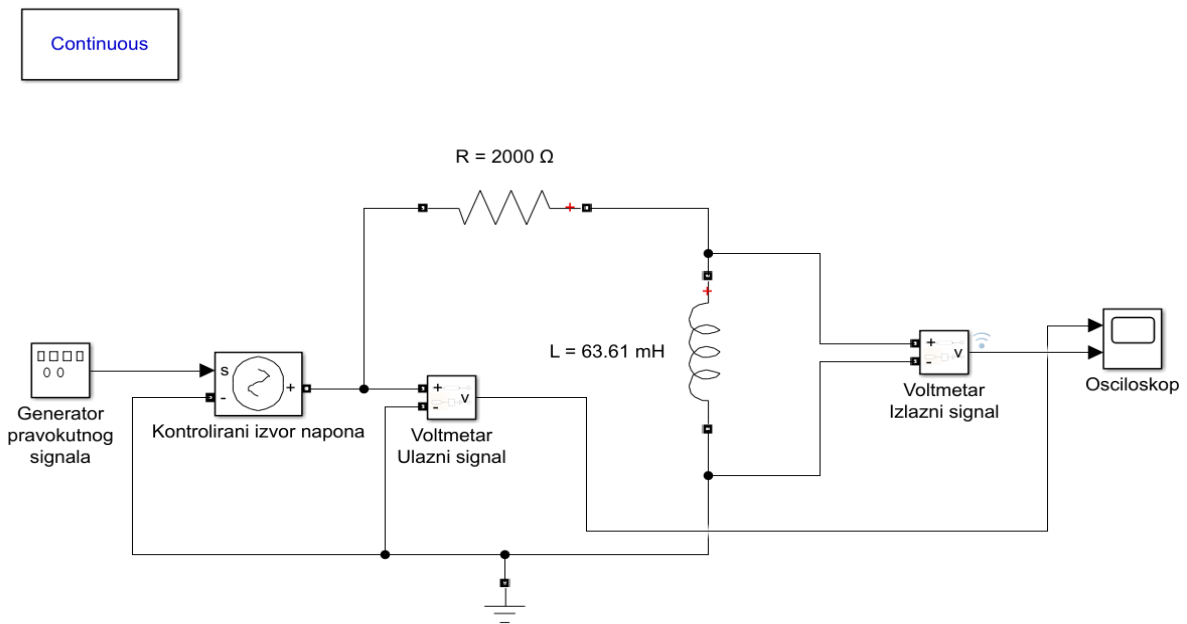 Continuous
R = 2000 Ω
L = 63.61 mH
Generator
pravokutnog
signala
s
-
+
Kontrolirani izvor napona
+
-
v
Voltmetar
Ulazni signal
+
-
v
Voltmetar
Izlazni signal
Osciloskop